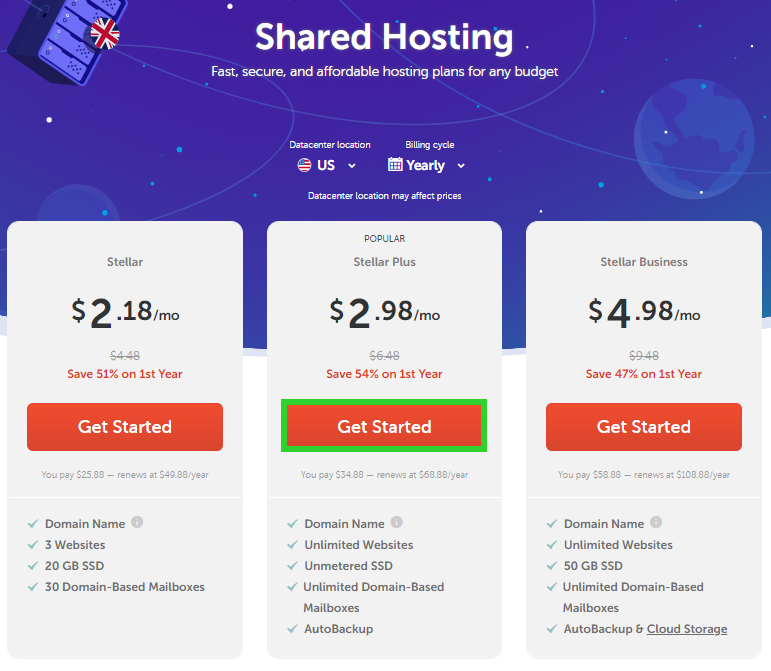 Shared Hosting
Fast, secure, and affordable hosting plans for any budget
Datacenter location
US
Billing cycle
Yearly
Datacenter location may affect prices
Stellar
$2.18/mo
$4.48
Save 51% on 1st Year
Get Started
You pay $25.88 — renews at $49.88/year
Domain Name
3 Websites
20 GB SSD
30 Domain-Based Mailboxes
POPULAR
Stellar Plus
$2.98/mo
$6.48
Save 54% on 1st Year
Get Started
You pay $34.88 — renews at $68.88/year
Domain Name
Unlimited Websites
Unmetered SSD
Unlimited Domain-Based
Mailboxes
AutoBackup
Stellar Business
$4.98/mo
$9.48
Save 47% on 1st Year
Get Started
You pay $58.88 — renews at $108.88/year
Domain Name
Unlimited Websites
50 GB SSD
Unlimited Domain-Based
Mailboxes
AutoBackup & Cloud Storage